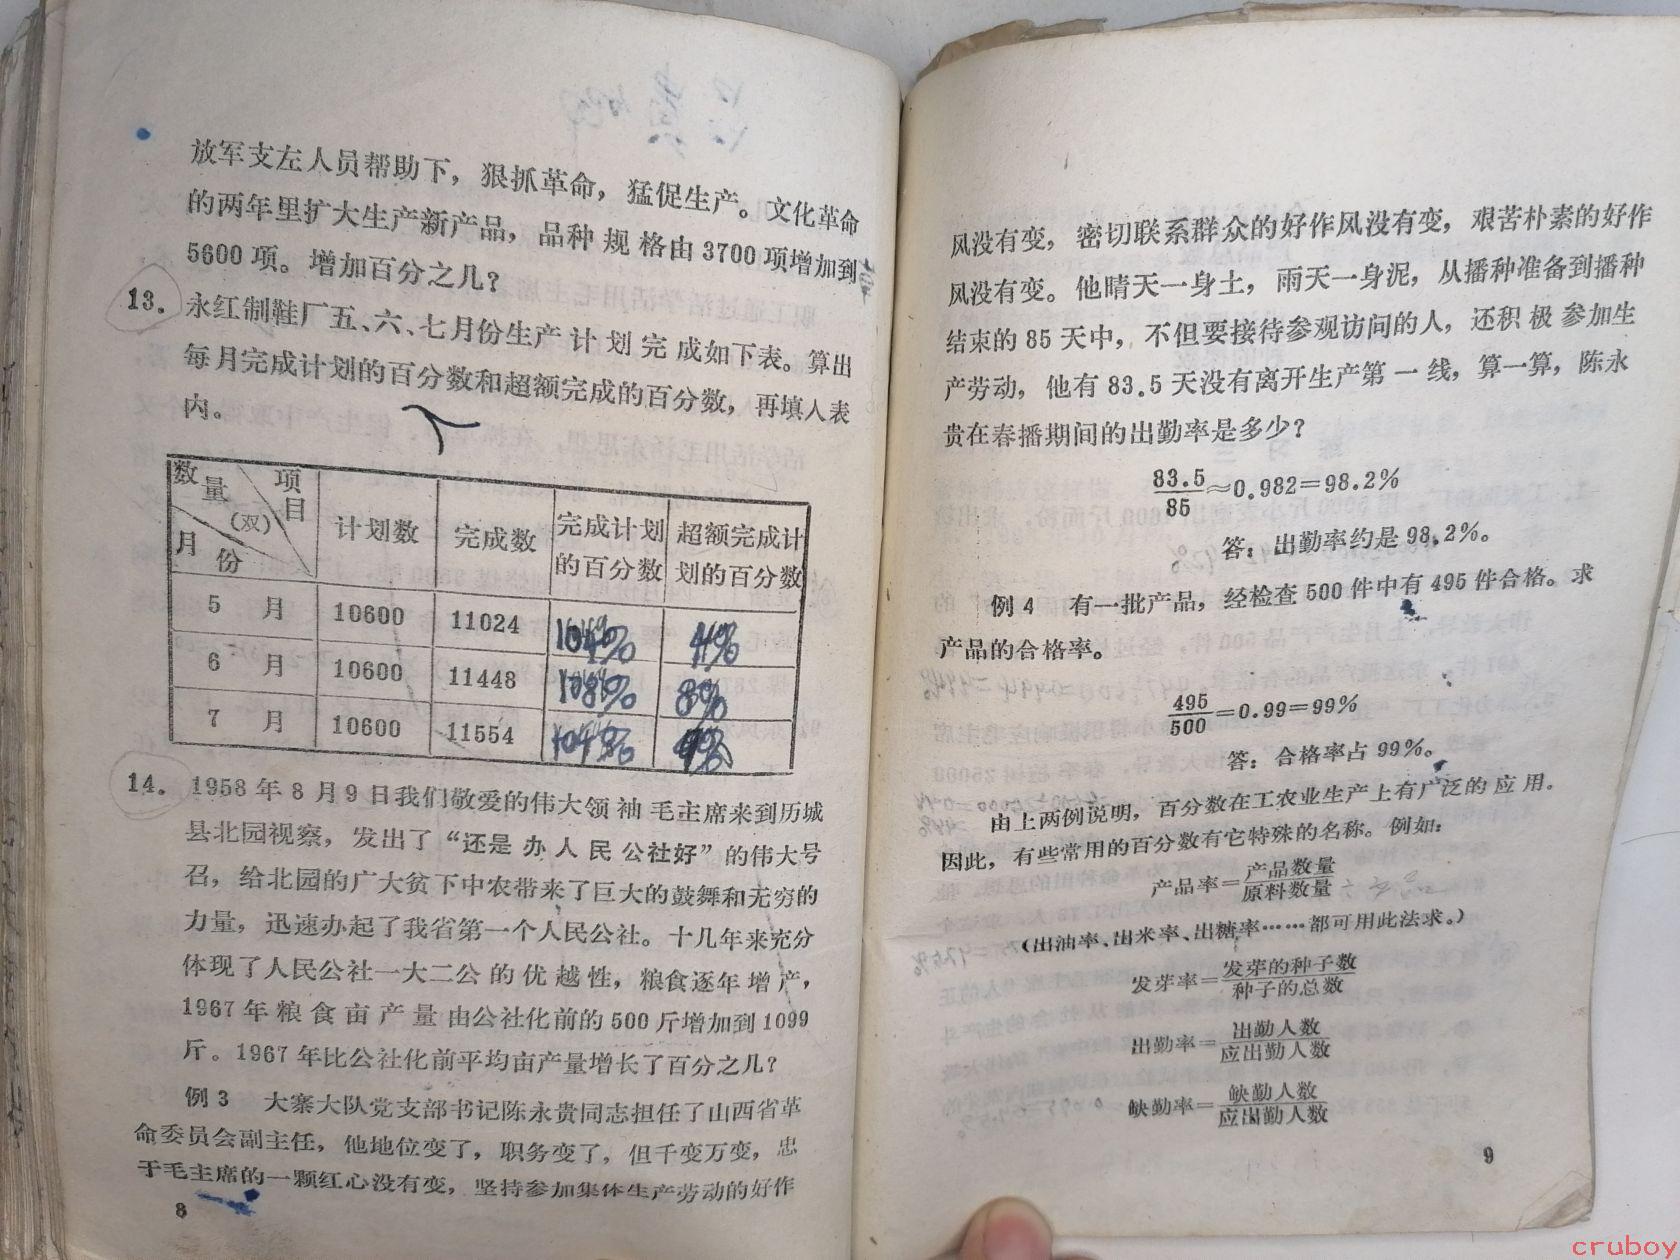 放军支左人员帮助下，狠抓革命，猛促生产。文化革命
的两年里扩大生产新产品，品种规格由3700项增加到
5600项。增加百分之几？
13. 永红制鞋厂五、六、七月份生产计划完成如下表。算出
每月完成计划的百分数和超额完成的百分数，再填入表
内。
数量(双) 项目 月份 计划数 完成数 完成计划的百分数 超额完成计划的百分数
5月 10600 11024 104% 4%
6月 10600 11448 108% 8%
7月 10600 11554
14. 1958年8月9日我们敬爱的伟大领袖毛主席来到历城
县北园视察，发出了“还是办人民公社好”的伟大号
召，给北园的广大贫下中农带来了巨大的鼓舞和无穷的
力量，迅速办起了我省第一个人民公社。十几年来充分
体现了人民公社一大二公的优越性，粮食逐年增产，
1967年粮食亩产量由公社化前的500斤增加到1099
斤。1967年比公社化前平均亩产量增长了百分之几？
例3 大寨大队党支部书记陈永贵同志担任了山西省革
命委员会副主任，他地位变了，职务变了，但千变万变，忠
于毛主席的一颗红心没有变，坚持参加集体生产劳动的好作
8
风没有变，密切联系群众的好作风没有变，艰苦朴素的好作
风没有变。他晴天一身土，雨天一身泥，从播种准备到播种
结束的85天中，不但要接待参观访问的人，还积极参加生
产劳动，他有83.5天没有离开生产第一线，算一算，陈永
贵在春播期间的出勤率是多少？
83.5/85≈0.982=98.2%
答：出勤率约是98.2%。
例4 有一批产品，经检查500件中有495件合格。求
产品的合格率。
495/500=0.99=99%
答：合格率占99%。
由上两例说明，百分数在工农业生产上有广泛的应用。
因此，有些常用的百分数有它特殊的名称。例如：
产品率=产品数量/原料数量
（出油率、出米率、出糖率……都可用此法求。）
发芽率=发芽的种子数/种子的总数
出勤率=出勤人数/应出勤人数
缺勤率=缺勤人数/应出勤人数
9
cruboy